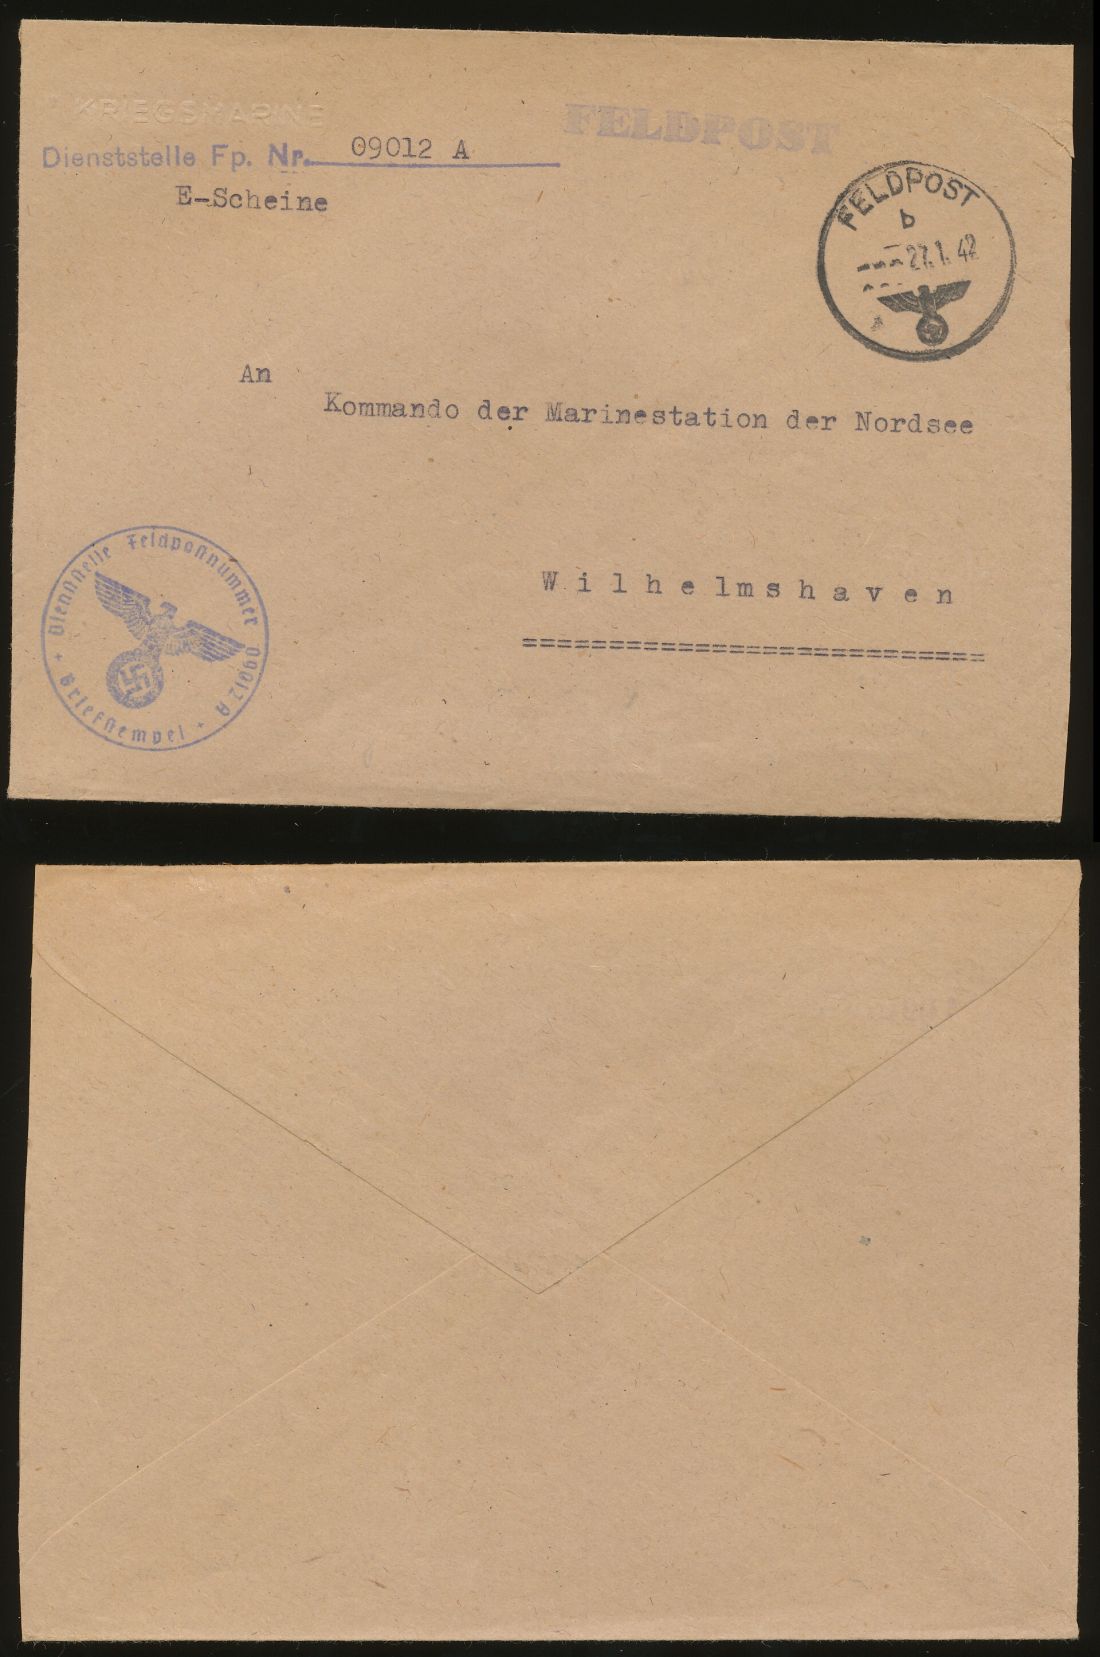 KRIEGSMARINE
FELDPOST
Dienststelle Fp. Nr. 09012 A
E-Scheine
FELDPOST
b
27.1.42
An
Kommando der Marinestation der Nordsee
Dienststelle Feldpostnummer 09012 A
+ Briefstempel +
Wilhelmshaven
===========================